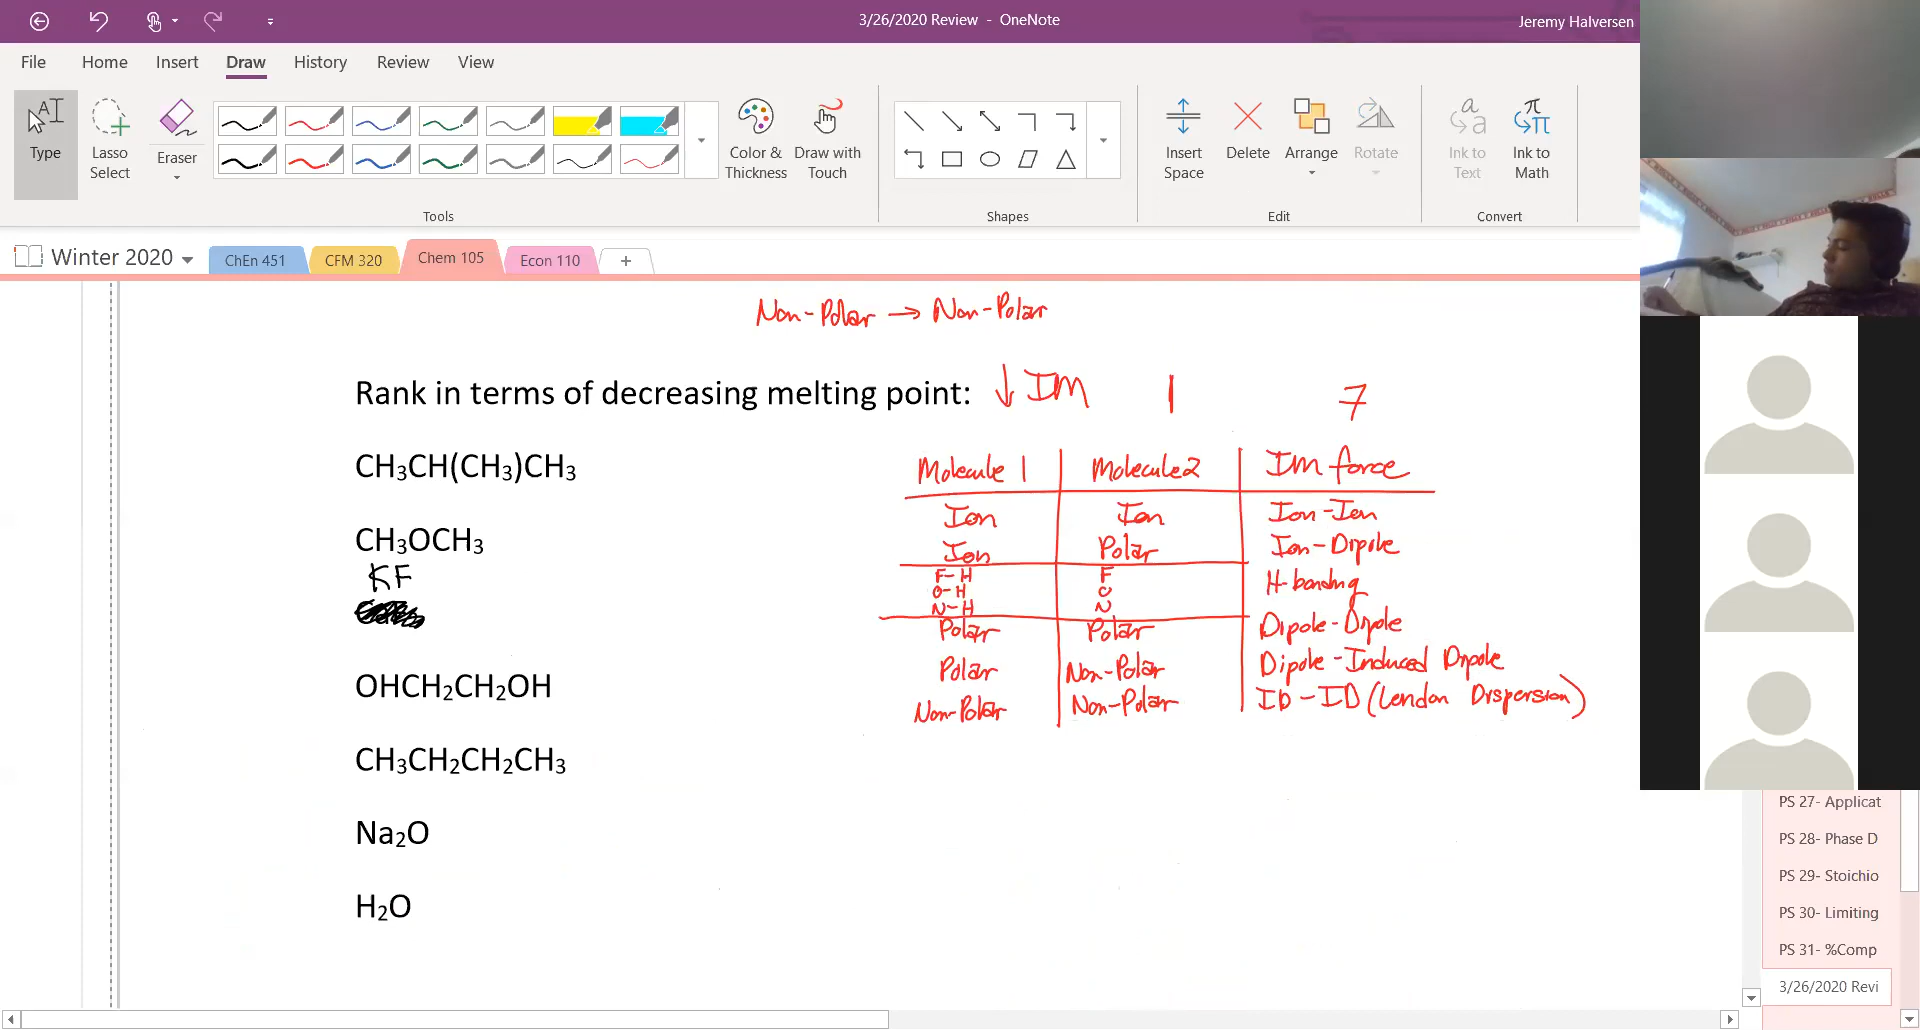 3/26/2020 Review - OneNote
Jeremy Halversen
File Home Insert Draw History Review View
Type
Lasso Select
Eraser
Color & Thickness
Draw with Touch
Insert Space
Delete
Arrange
Rotate
Ink to Text
Ink to Math
Tools
Shapes
Edit
Convert
Winter 2020
ChEn 451
CFM 320
Chem 105
Econ 110
+
Non-Polar → Non-Polar
Rank in terms of decreasing melting point: ↓ IM 1 7
CH₃CH(CH₃)CH₃
CH₃OCH₃
KF
OHCH₂CH₂OH
CH₃CH₂CH₂CH₃
Na₂O
H₂O
Molecule 1 Molecule 2 IM force
Ion Ion Ion-Ion
Ion Polar Ion-Dipole
F-H F
O-H O H-bonding
N-H N
Polar Polar Dipole-Dipole
Polar Non-Polar Dipole-Induced Dipole
Non-Polar Non-Polar ID-ID (London Dispersion)
PS 27- Applicat
PS 28- Phase D
PS 29- Stoichio
PS 30- Limiting
PS 31- %Comp
3/26/2020 Revi